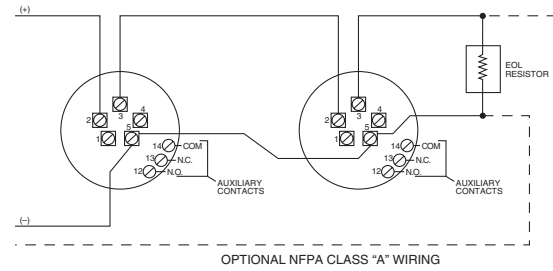 (+)
EOL
RESISTOR
3
4
2
1
5
14
COM
13
N.C.
12
N.O.
AUXILIARY
CONTACTS
3
4
2
1
5
14
COM
13
N.C.
12
N.O.
AUXILIARY
CONTACTS
(–)
OPTIONAL NFPA CLASS “A” WIRING